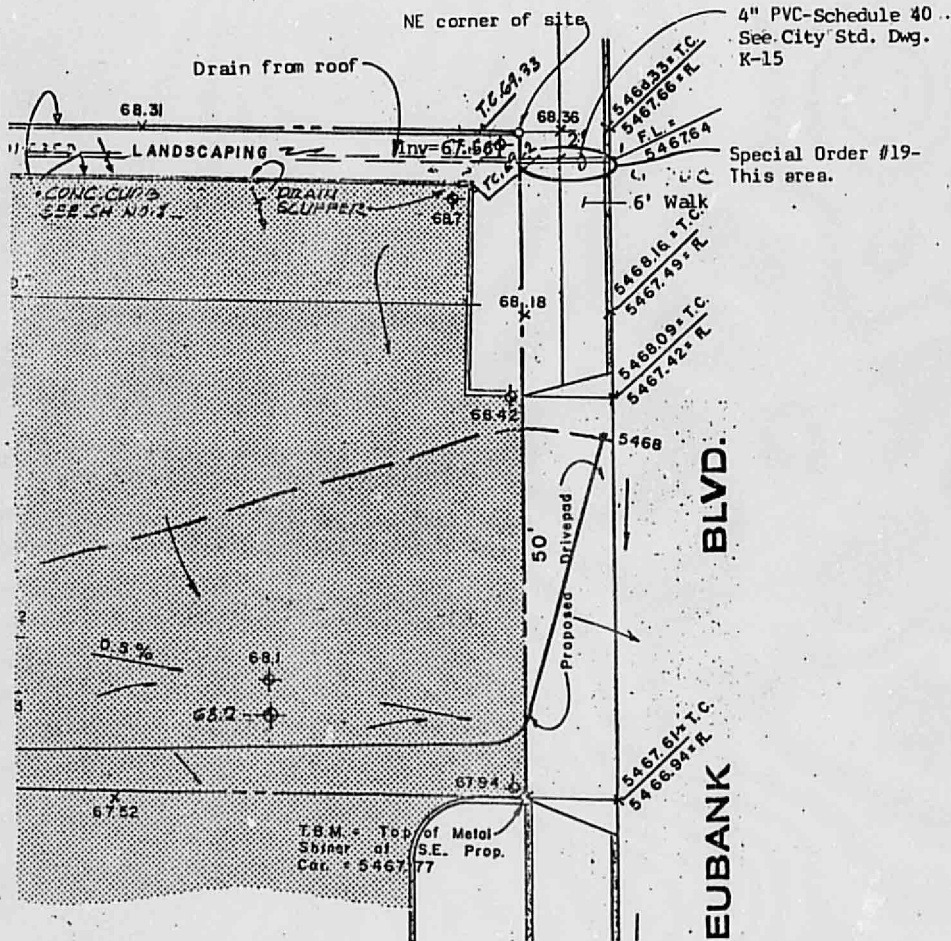 NE corner of site
4" PVC-Schedule 40
See City Std. Dwg.
K-15
Drain from roof
T.C. 69.33
68.31
68.36
5468.33 = T.C.
5467.66 = FL
F.L. =
5467.64
LANDSCAPING
Inv=67.66
2'
Special Order #19-
This area.
CONC. CURB
SEE SH NO.
DRAIN
SCUPPER
68.7
6' Walk
5468.16 = T.C.
5467.49 = FL
68.18
5468.09 = T.C.
5467.42 = FL
68.42
5468
BLVD.
50'
Proposed Drivepad
0.5%
68.1
68.2
5467.61 = T.C.
5466.94 = FL
67.94
67.52
T.B.M. = Top of Metal
Shiner at S.E. Prop.
Cor. = 5467.77
EUBANK